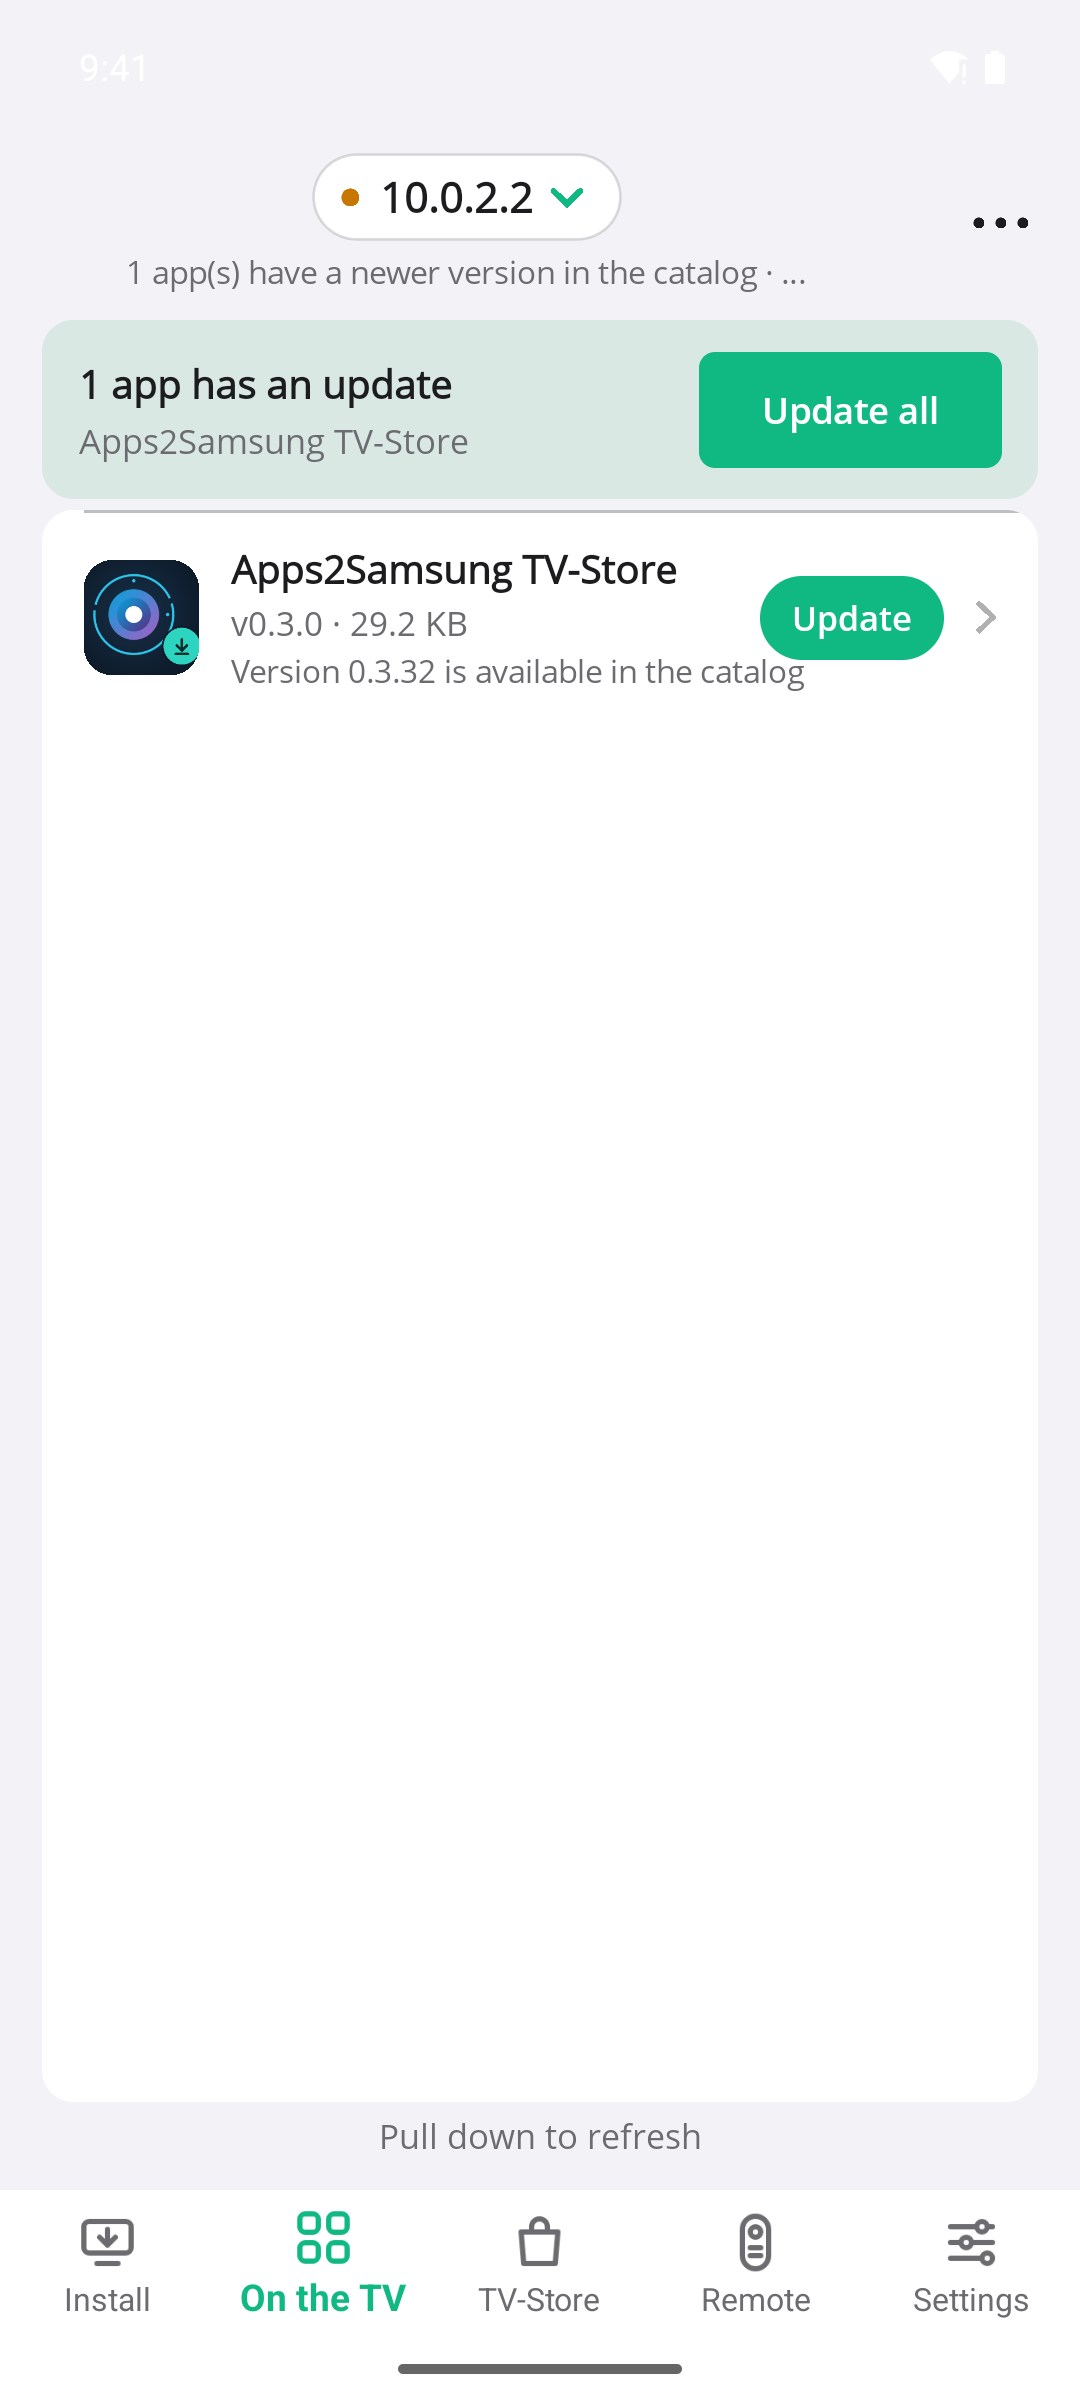 9:41
10.0.2.2
1 app(s) have a newer version in the catalog · ...
1 app has an update
Apps2Samsung TV-Store
Update all
Apps2Samsung TV-Store
v0.3.0 · 29.2 KB
Version 0.3.32 is available in the catalog
Update
Pull down to refresh
Install
On the TV
TV-Store
Remote
Settings